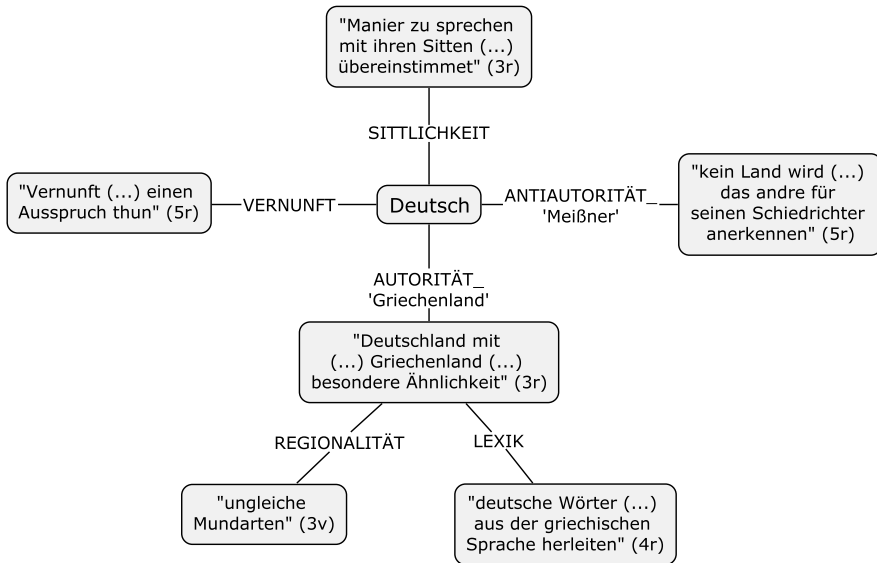 "Manier zu sprechen
mit ihren Sitten (...)
übereinstimmet" (3r)
SITTLICHKEIT
"Vernunft (...) einen
Ausspruch thun" (5r)
VERNUNFT
Deutsch
ANTIAUTORITÄT_
'Meißner'
"kein Land wird (...)
das andre für
seinen Schiedrichter
anerkennen" (5r)
AUTORITÄT_
'Griechenland'
"Deutschland mit
(...) Griechenland (...)
besondere Ähnlichkeit" (3r)
REGIONALITÄT
LEXIK
"ungleiche
Mundarten" (3v)
"deutsche Wörter (...)
aus der griechischen
Sprache herleiten" (4r)